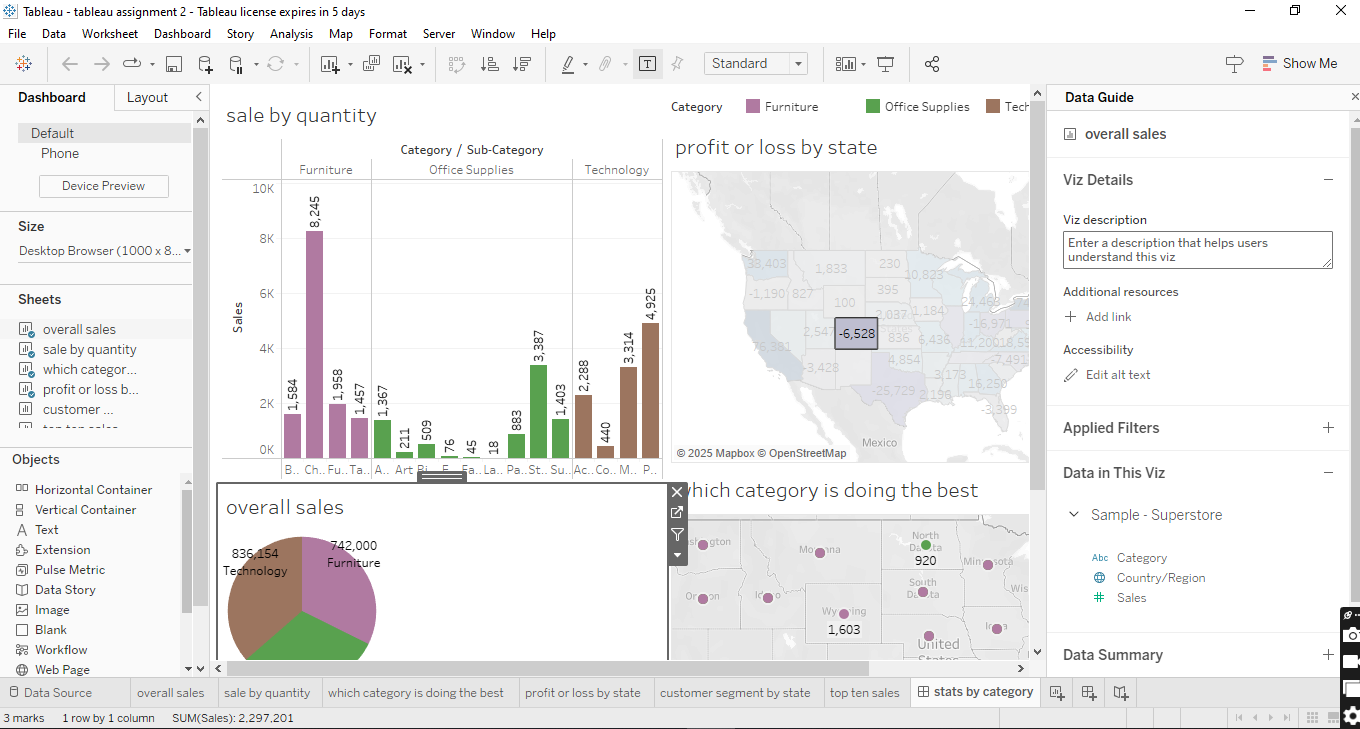 Tableau - tableau assignment 2 - Tableau license expires in 5 days
File Data Worksheet Dashboard Story Analysis Map Format Server Window Help
Standard
Show Me
Dashboard Layout
Default
Phone
Device Preview
Size
Desktop Browser (1000 x 8...
Sheets
overall sales
sale by quantity
which categor...
profit or loss b...
customer ...
Objects
Horizontal Container
Vertical Container
Text
Extension
Pulse Metric
Data Story
Image
Blank
Workflow
Web Page
sale by quantity
Category / Sub-Category
Furniture Office Supplies Technology
Sales
10K
8K
6K
4K
2K
0K
1,584
8,245
1,958
1,457
1,367
211
509
76
45
18
883
3,387
1,403
2,288
440
3,314
4,925
B.. Ch.. Fu.. Ta.. A.. Art Bi.. E.. Fa.. La.. Pa.. St.. Su.. Ac.. Co.. M.. P..
Category Furniture Office Supplies Tech
profit or loss by state
33,403
1,833
230
10,823
-1,190
827
395
100
24,463
2,037
1,184
-16,971
-6,528
2,547
836
6,436
11,200
18,59
76,381
4,854
-7,491
-3,428
3,173
16,250
-25,729
2,196
-3,399
Mexico
© 2025 Mapbox © OpenStreetMap
overall sales
836,154
Technology
742,000
Furniture
which category is doing the best
North
920
South
1,603
United
Data Guide
overall sales
Viz Details
Viz description
Enter a description that helps users
understand this viz
Additional resources
Add link
Accessibility
Edit alt text
Applied Filters
Data in This Viz
Sample - Superstore
Abc Category
Country/Region
Sales
Data Summary
Data Source overall sales sale by quantity which category is doing the best profit or loss by state customer segment by state top ten sales stats by category
3 marks 1 row by 1 column SUM(Sales): 2,297,201